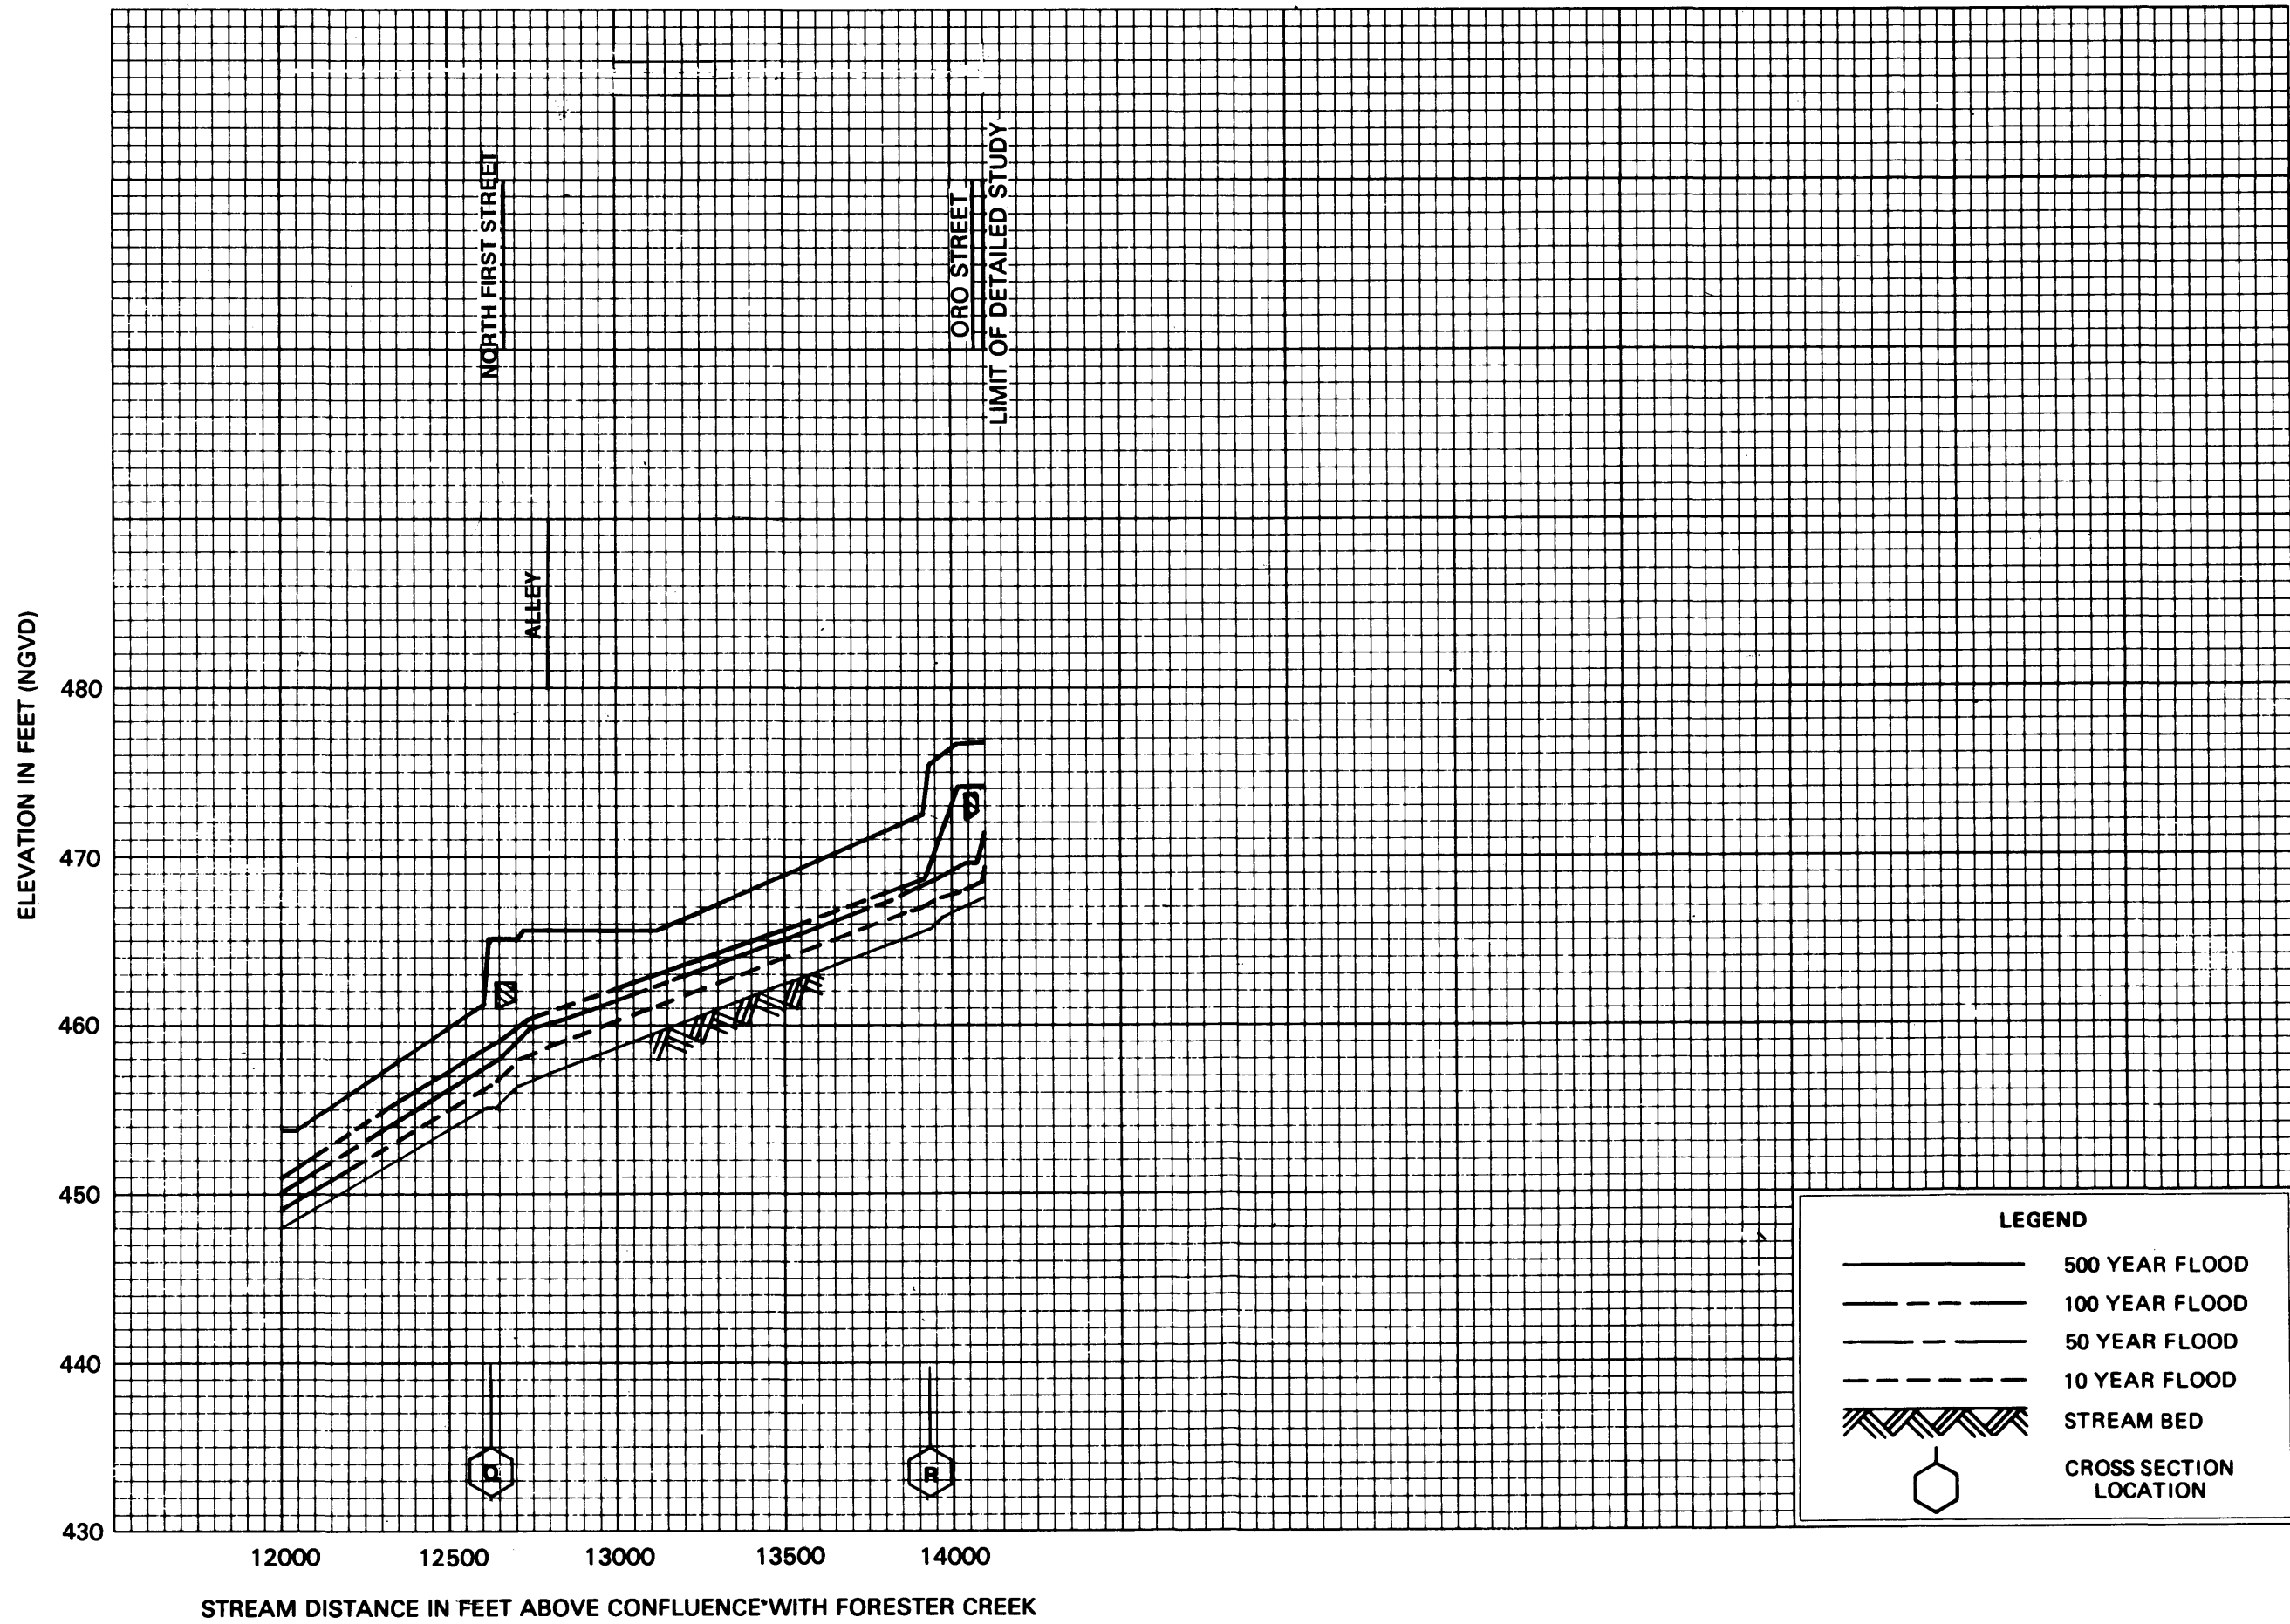 NORTH FIRST STREET
ORO STREET
LIMIT OF DETAILED STUDY
ALLEY
ELEVATION IN FEET (NGVD)
480
470
460
450
440
430
Q
R
12000
12500
13000
13500
14000
STREAM DISTANCE IN FEET ABOVE CONFLUENCE WITH FORESTER CREEK
LEGEND
500 YEAR FLOOD
100 YEAR FLOOD
50 YEAR FLOOD
10 YEAR FLOOD
STREAM BED
CROSS SECTION
LOCATION